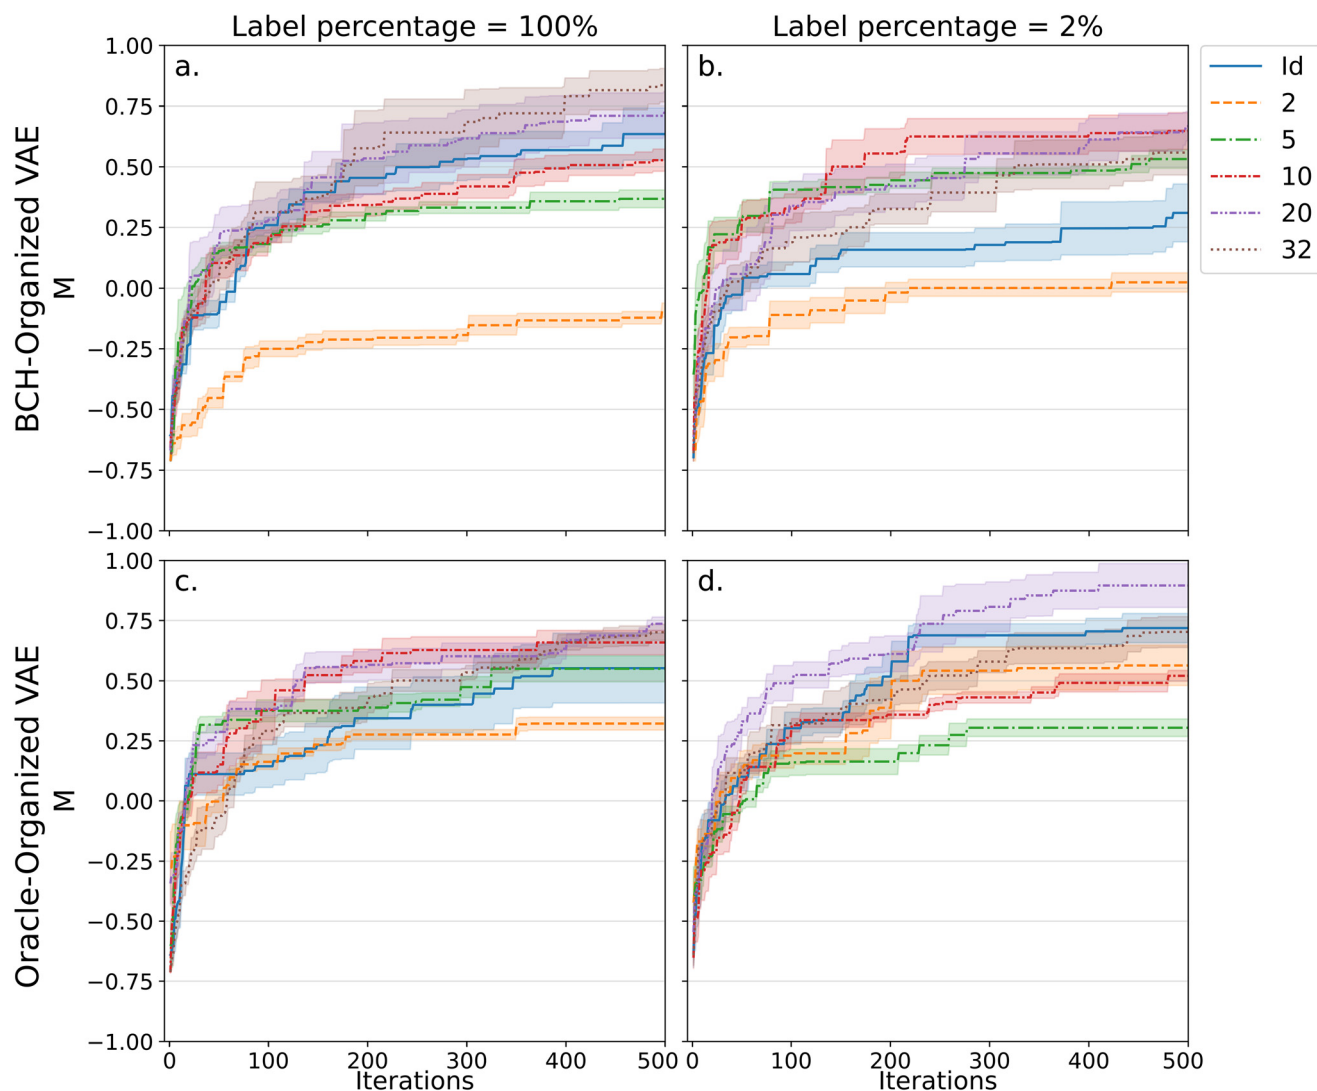 Label percentage = 100%
Label percentage = 2%
BCH-Organized VAE
M
1.00
0.75
0.50
0.25
0.00
−0.25
−0.50
−0.75
−1.00
a.
b.
Id
2
5
10
20
32
Oracle-Organized VAE
M
1.00
0.75
0.50
0.25
0.00
−0.25
−0.50
−0.75
−1.00
c.
d.
0 100 200 300 400 500
0 100 200 300 400 500
Iterations
Iterations